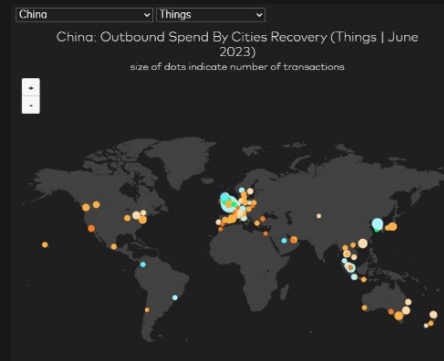 China Things
China: Outbound Spend By Cities Recovery (Things | June
2023)
size of dots indicate number of transactions
+
-